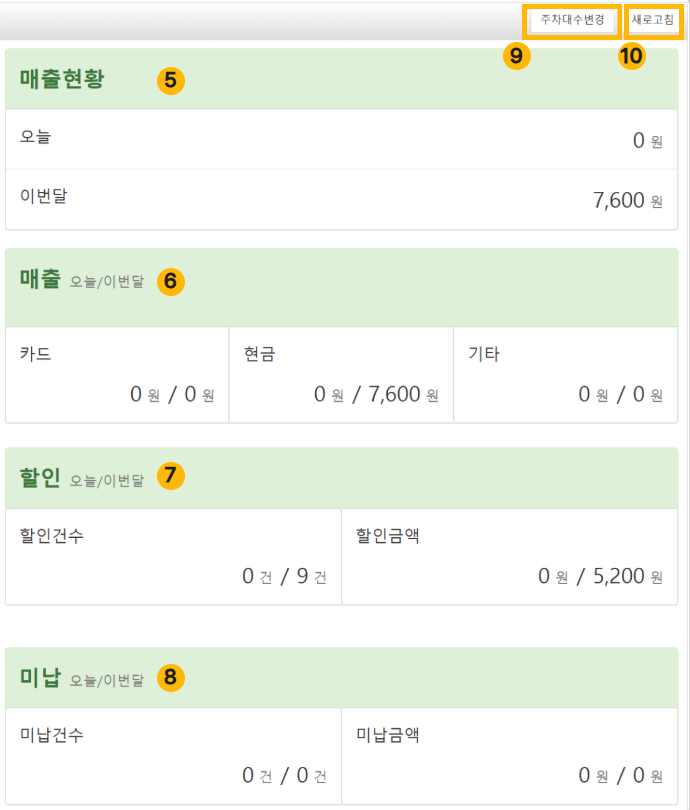 주차대수변경 새로고침
9 10
매출현황 5
오늘 0 원
이번달 7,600 원
매출 오늘/이번달 6
카드 현금 기타
0 원 / 0 원 0 원 / 7,600 원 0 원 / 0 원
할인 오늘/이번달 7
할인건수 할인금액
0 건 / 9 건 0 원 / 5,200 원
미납 오늘/이번달 8
미납건수 미납금액
0 건 / 0 건 0 원 / 0 원